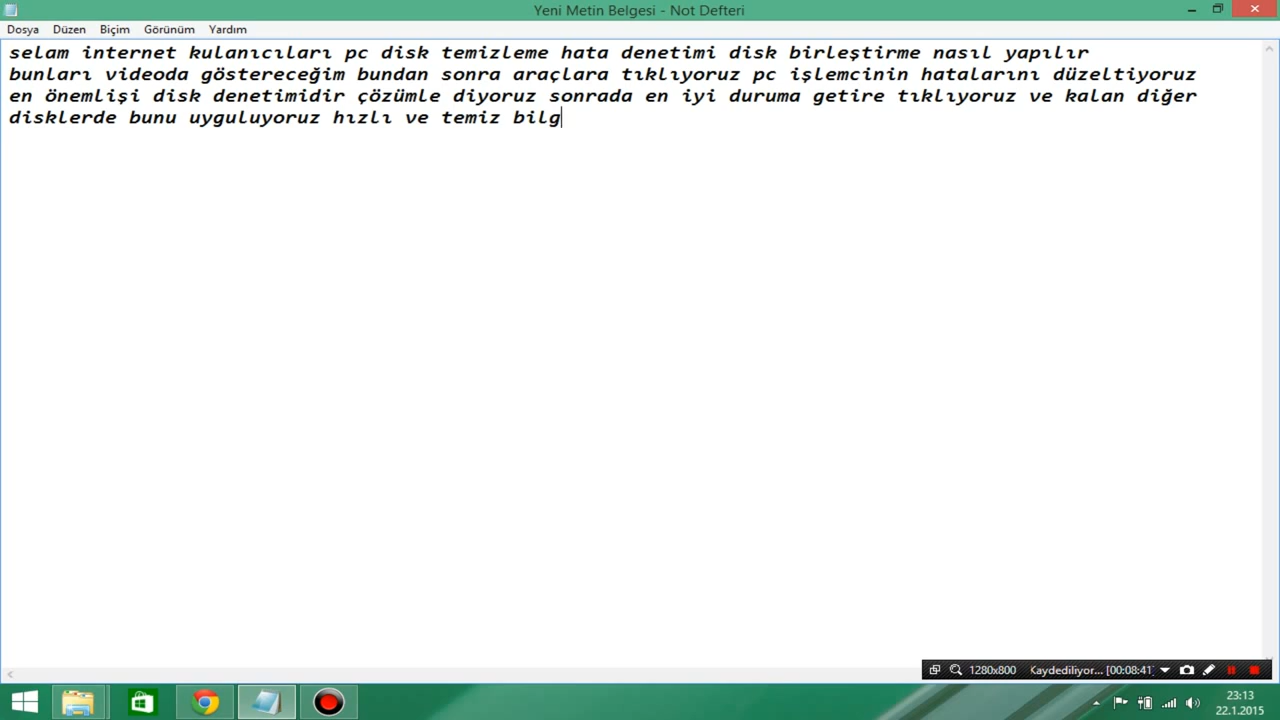 Yeni Metin Belgesi - Not Defteri
Dosya Düzen Biçim Görünüm Yardım
selam internet kulanıcıları pc disk temizleme hata denetimi disk birleştirme nasıl yapılır
bunları videoda göstereceğim bundan sonra araçlara tıklıyoruz pc işlemcinin hatalarını düzeltiyoruz
en önemlişi disk denetimidir çözümle diyoruz sonrada en iyi duruma getire tıklıyoruz ve kalan diğer
disklerde bunu uyguluyoruz hızlı ve temiz bilg
1280x800 Kaydediliyor... [00:08:41]
23:13
22.1.2015